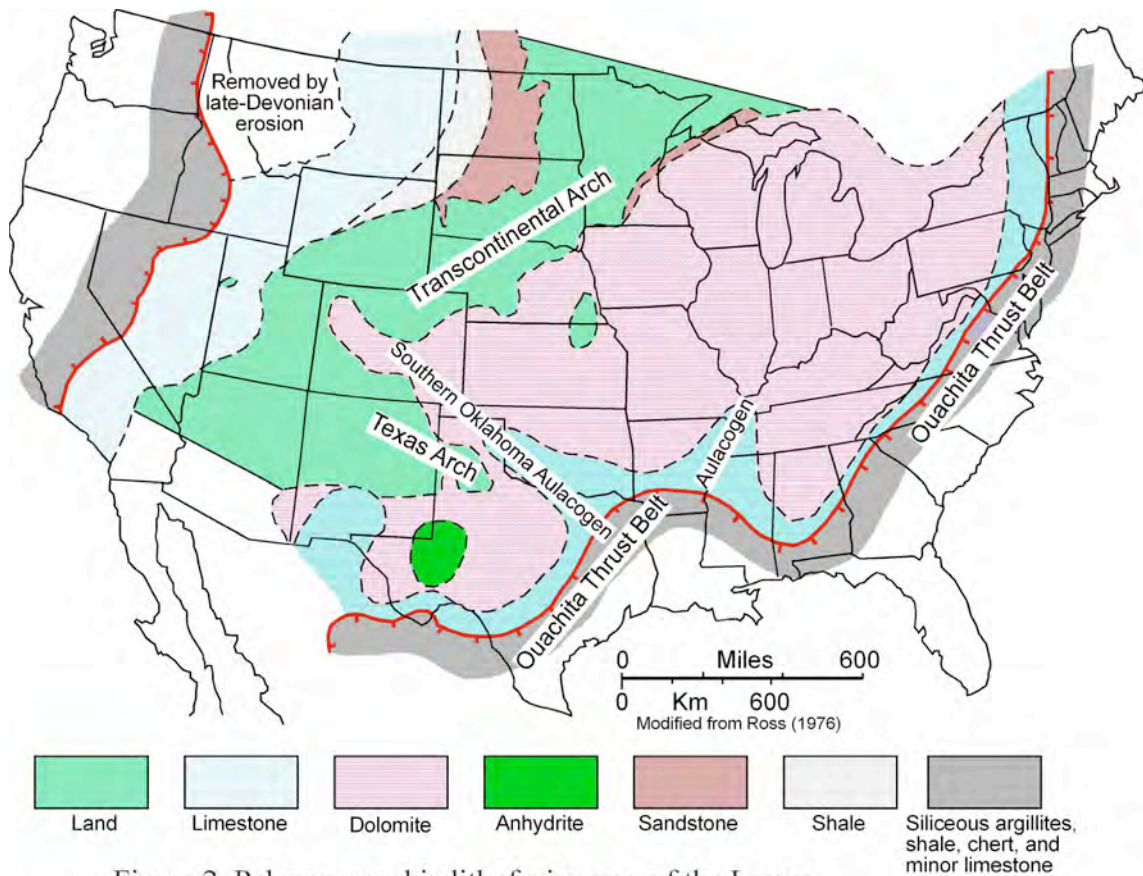 Removed by
late-Devonian
erosion
Transcontinental Arch
Southern Oklahoma Aulacogen
Texas Arch
Aulacogen
Ouachita Thrust Belt
Ouachita Thrust Belt
0 Miles 600
0 Km 600
Modified from Ross (1976)
Land
Limestone
Dolomite
Anhydrite
Sandstone
Shale
Siliceous argillites,
shale, chert, and
minor limestone